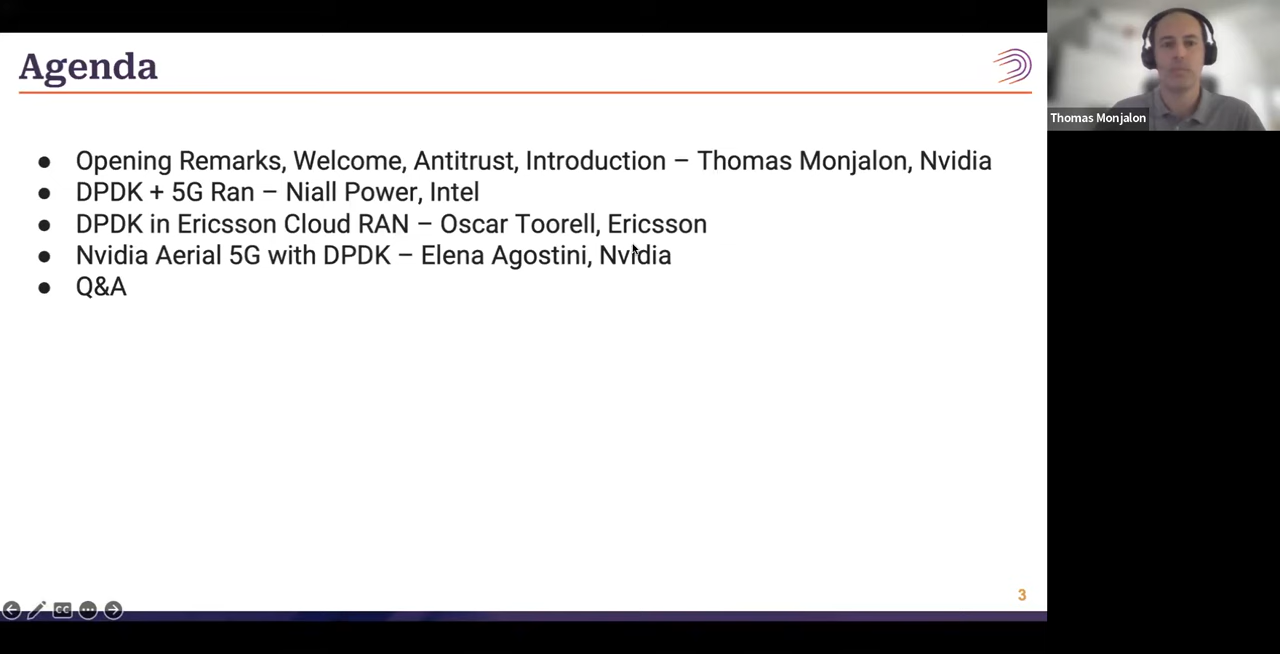 Agenda
Thomas Monjalon
● Opening Remarks, Welcome, Antitrust, Introduction – Thomas Monjalon, Nvidia
● DPDK + 5G Ran – Niall Power, Intel
● DPDK in Ericsson Cloud RAN – Oscar Toorell, Ericsson
● Nvidia Aerial 5G with DPDK – Elena Agostini, Nvidia
● Q&A
3
CC